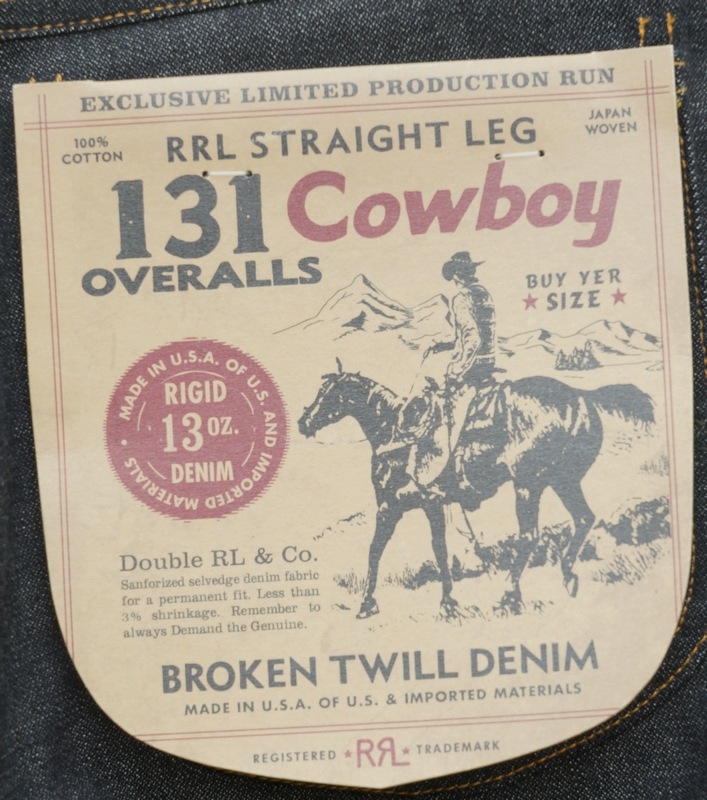 EXCLUSIVE LIMITED PRODUCTION RUN
100%
COTTON
RRL STRAIGHT LEG
JAPAN
WOVEN
131 Cowboy
OVERALLS
BUY YER
★ SIZE ★
MADE IN U.S.A. OF U.S. AND IMPORTED MATERIALS •
RIGID
13 OZ.
DENIM
Double RL & Co.
Sanforized selvedge denim fabric
for a permanent fit. Less than
3% shrinkage. Remember to
always Demand the Genuine.
BROKEN TWILL DENIM
MADE IN U.S.A. OF U.S. & IMPORTED MATERIALS
REGISTERED ★RRL★ TRADEMARK